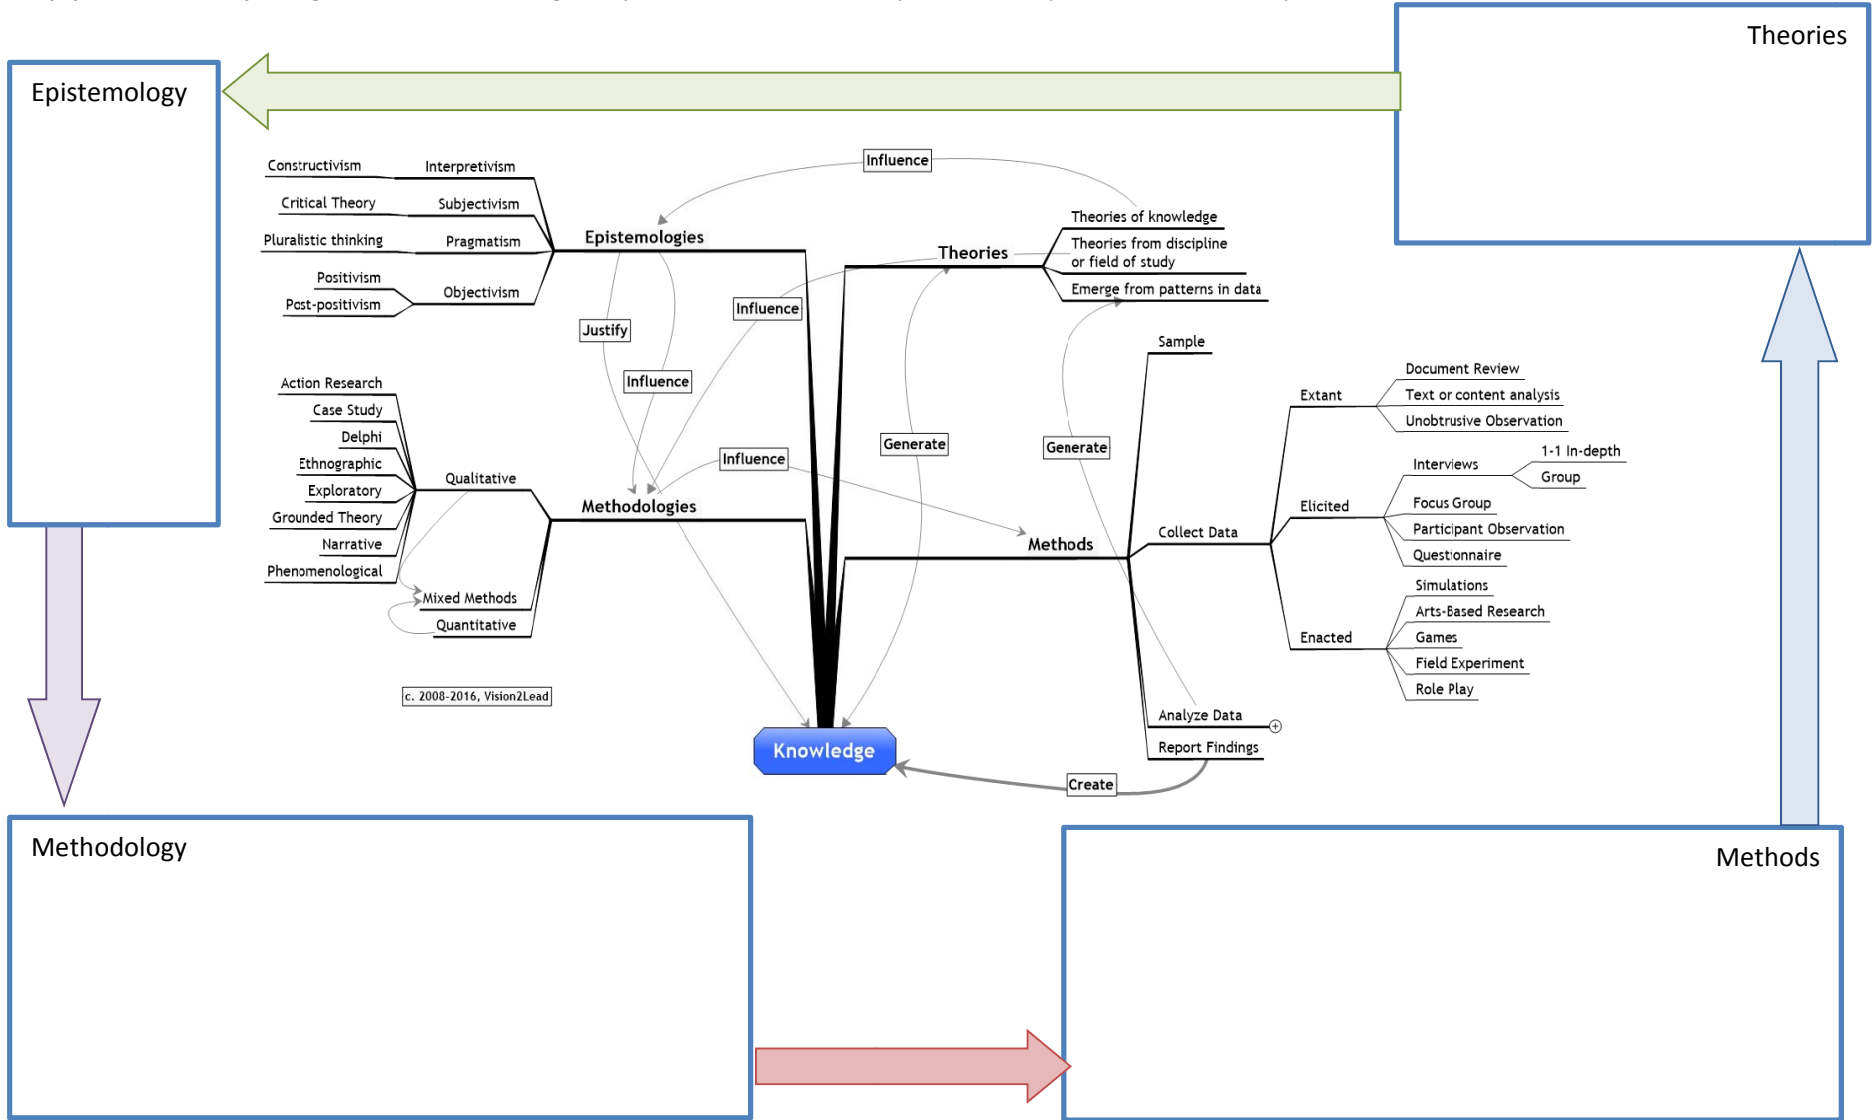 Theories
Epistemology
Influence
Constructivism
Interpretivism
Critical Theory
Subjectivism
Pluralistic thinking
Pragmatism
Positivism
Post-positivism
Objectivism
Epistemologies
Theories
Theories of knowledge
Theories from discipline
or field of study
Emerge from patterns in data
Justify
Influence
Influence
Influence
Generate
Generate
Action Research
Case Study
Delphi
Ethnographic
Exploratory
Grounded Theory
Narrative
Phenomenological
Qualitative
Mixed Methods
Quantitative
Methodologies
Methods
Sample
Collect Data
Extant
Document Review
Text or content analysis
Unobtrusive Observation
Elicited
Interviews
1-1 In-depth
Group
Focus Group
Participant Observation
Questionnaire
Enacted
Simulations
Arts-Based Research
Games
Field Experiment
Role Play
Analyze Data
Report Findings
c. 2008-2016, Vision2Lead
Knowledge
Create
Methodology
Methods